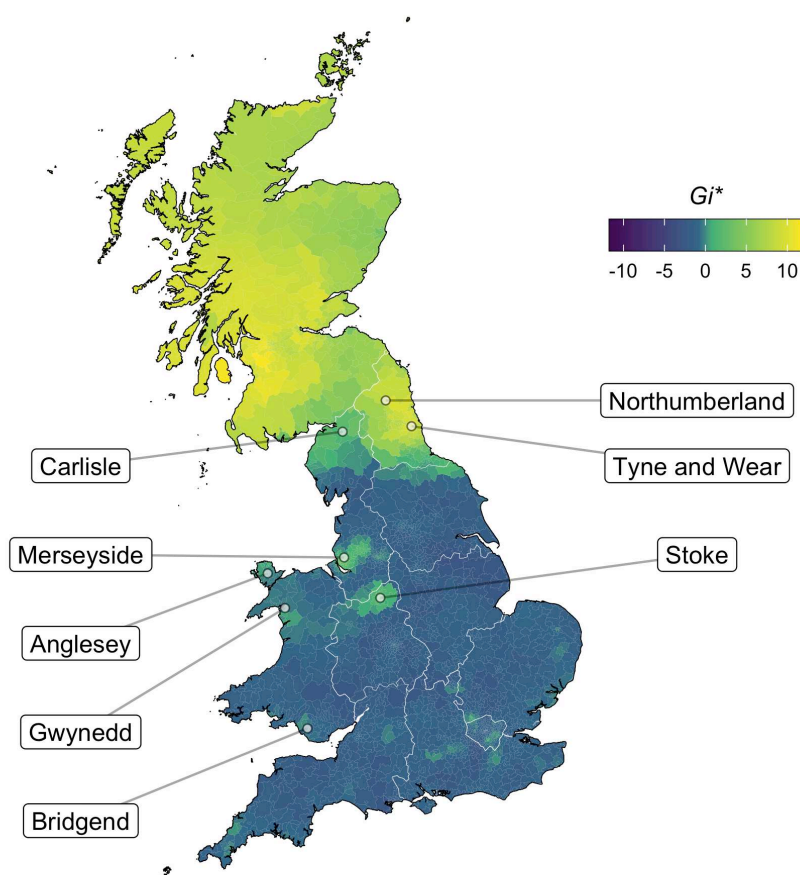 Gi*
-10 -5 0 5 10
Northumberland
Carlisle
Tyne and Wear
Merseyside
Stoke
Anglesey
Gwynedd
Bridgend